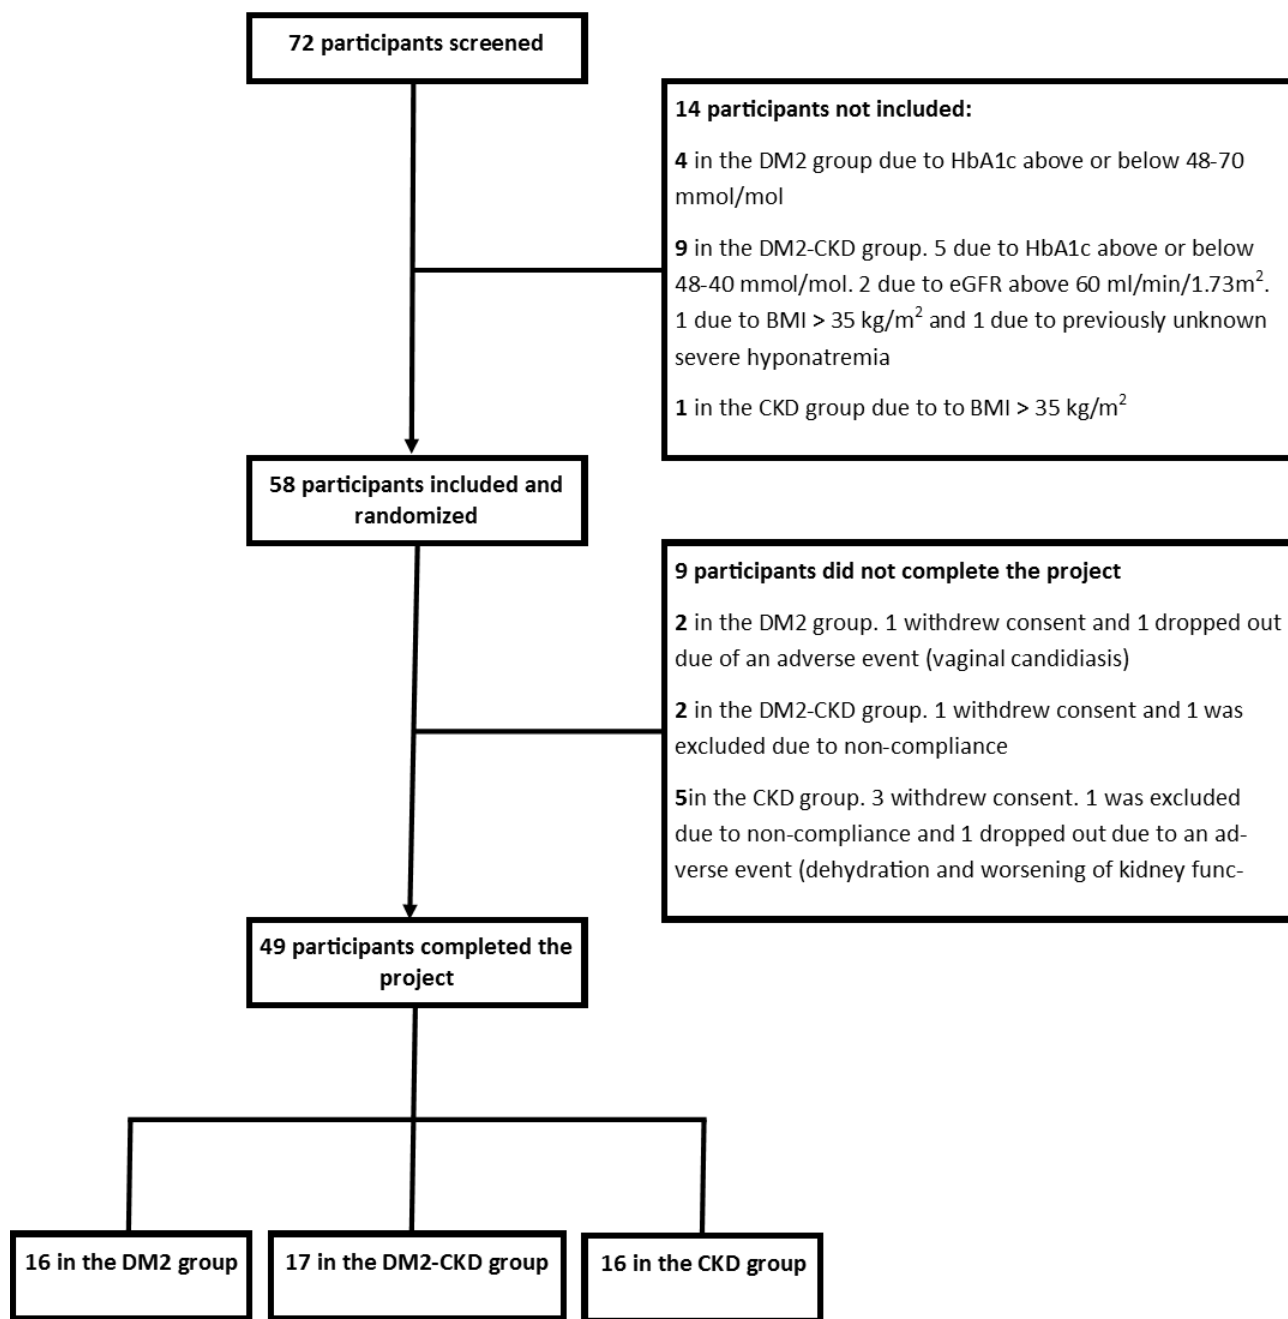 72 participants screened
14 participants not included:
4 in the DM2 group due to HbA1c above or below 48-70
mmol/mol
9 in the DM2-CKD group. 5 due to HbA1c above or below
48-40 mmol/mol. 2 due to eGFR above 60 ml/min/1.73m².
1 due to BMI > 35 kg/m² and 1 due to previously unknown
severe hyponatremia
1 in the CKD group due to to BMI > 35 kg/m²
58 participants included and
randomized
9 participants did not complete the project
2 in the DM2 group. 1 withdrew consent and 1 dropped out
due of an adverse event (vaginal candidiasis)
2 in the DM2-CKD group. 1 withdrew consent and 1 was
excluded due to non-compliance
5in the CKD group. 3 withdrew consent. 1 was excluded
due to non-compliance and 1 dropped out due to an ad-
verse event (dehydration and worsening of kidney func-
49 participants completed the
project
16 in the DM2 group
17 in the DM2-CKD group
16 in the CKD group